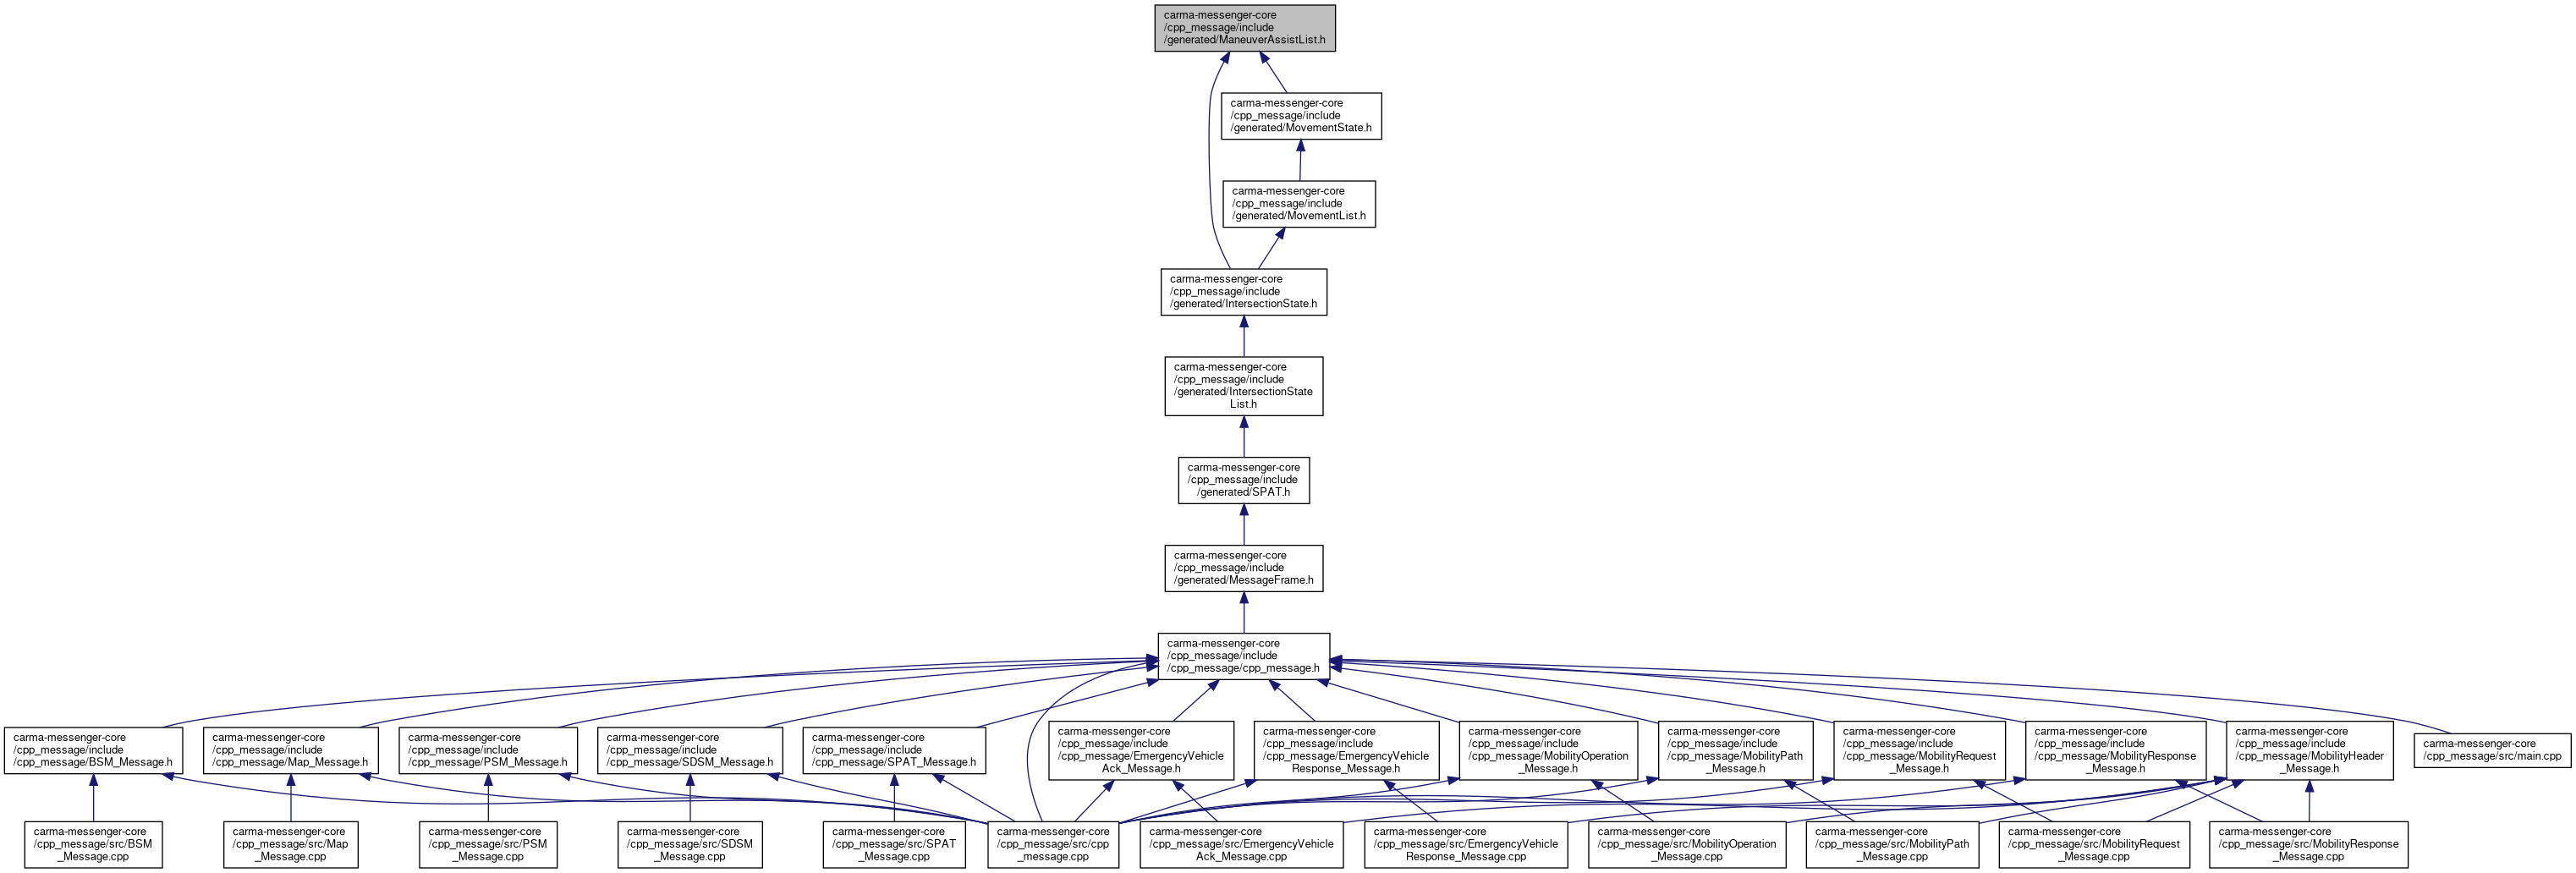 carma-messenger-core
/cpp_message/include
/generated/ManeuverAssistList.h
carma-messenger-core
/cpp_message/include
/generated/MovementState.h
carma-messenger-core
/cpp_message/include
/generated/MovementList.h
carma-messenger-core
/cpp_message/include
/generated/IntersectionState.h
carma-messenger-core
/cpp_message/include
/generated/IntersectionState
List.h
carma-messenger-core
/cpp_message/include
/generated/SPAT.h
carma-messenger-core
/cpp_message/include
/generated/MessageFrame.h
carma-messenger-core
/cpp_message/include
/cpp_message/cpp_message.h
carma-messenger-core
/cpp_message/include
/cpp_message/BSM_Message.h
carma-messenger-core
/cpp_message/include
/cpp_message/Map_Message.h
carma-messenger-core
/cpp_message/include
/cpp_message/PSM_Message.h
carma-messenger-core
/cpp_message/include
/cpp_message/SDSM_Message.h
carma-messenger-core
/cpp_message/include
/cpp_message/SPAT_Message.h
carma-messenger-core
/cpp_message/include
/cpp_message/EmergencyVehicle
Ack_Message.h
carma-messenger-core
/cpp_message/include
/cpp_message/EmergencyVehicle
Response_Message.h
carma-messenger-core
/cpp_message/include
/cpp_message/MobilityOperation
_Message.h
carma-messenger-core
/cpp_message/include
/cpp_message/MobilityPath
_Message.h
carma-messenger-core
/cpp_message/include
/cpp_message/MobilityRequest
_Message.h
carma-messenger-core
/cpp_message/include
/cpp_message/MobilityResponse
_Message.h
carma-messenger-core
/cpp_message/include
/cpp_message/MobilityHeader
_Message.h
carma-messenger-core
/cpp_message/src/main.cpp
carma-messenger-core
/cpp_message/src/BSM
_Message.cpp
carma-messenger-core
/cpp_message/src/Map
_Message.cpp
carma-messenger-core
/cpp_message/src/PSM
_Message.cpp
carma-messenger-core
/cpp_message/src/SDSM
_Message.cpp
carma-messenger-core
/cpp_message/src/SPAT
_Message.cpp
carma-messenger-core
/cpp_message/src/cpp
_message.cpp
carma-messenger-core
/cpp_message/src/EmergencyVehicle
Ack_Message.cpp
carma-messenger-core
/cpp_message/src/EmergencyVehicle
Response_Message.cpp
carma-messenger-core
/cpp_message/src/MobilityOperation
_Message.cpp
carma-messenger-core
/cpp_message/src/MobilityPath
_Message.cpp
carma-messenger-core
/cpp_message/src/MobilityRequest
_Message.cpp
carma-messenger-core
/cpp_message/src/MobilityResponse
_Message.cpp